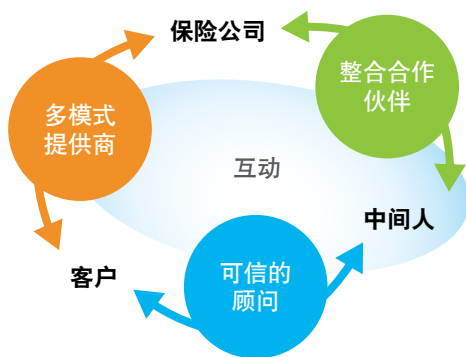 保险公司
整合合作
伙伴
多模式
提供商
互动
中间人
客户
可信的
顾问